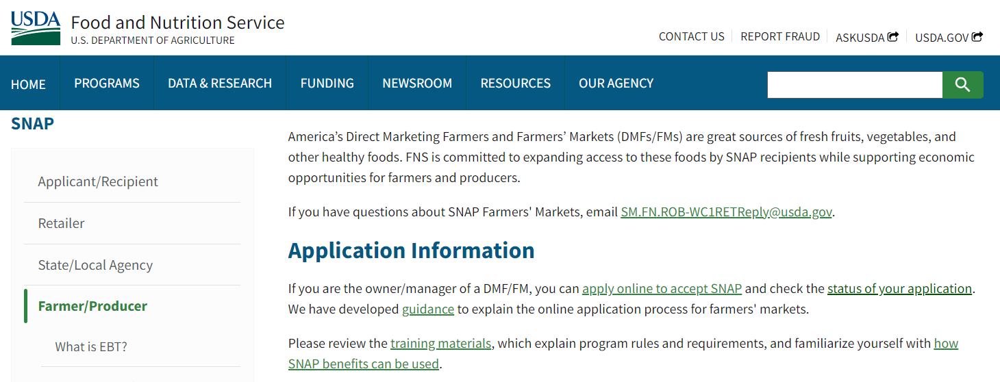 USDA
Food and Nutrition Service
U.S. DEPARTMENT OF AGRICULTURE
CONTACT US
REPORT FRAUD
ASKUSDA
USDA.GOV
HOME
PROGRAMS
DATA & RESEARCH
FUNDING
NEWSROOM
RESOURCES
OUR AGENCY
SNAP
Applicant/Recipient
Retailer
State/Local Agency
Farmer/Producer
What is EBT?
America’s Direct Marketing Farmers and Farmers’ Markets (DMFs/FMs) are great sources of fresh fruits, vegetables, and
other healthy foods. FNS is committed to expanding access to these foods by SNAP recipients while supporting economic
opportunities for farmers and producers.
If you have questions about SNAP Farmers' Markets, email SM.FN.ROB-WC1RETReply@usda.gov.
Application Information
If you are the owner/manager of a DMF/FM, you can apply online to accept SNAP and check the status of your application.
We have developed guidance to explain the online application process for farmers' markets.
Please review the training materials, which explain program rules and requirements, and familiarize yourself with how
SNAP benefits can be used.